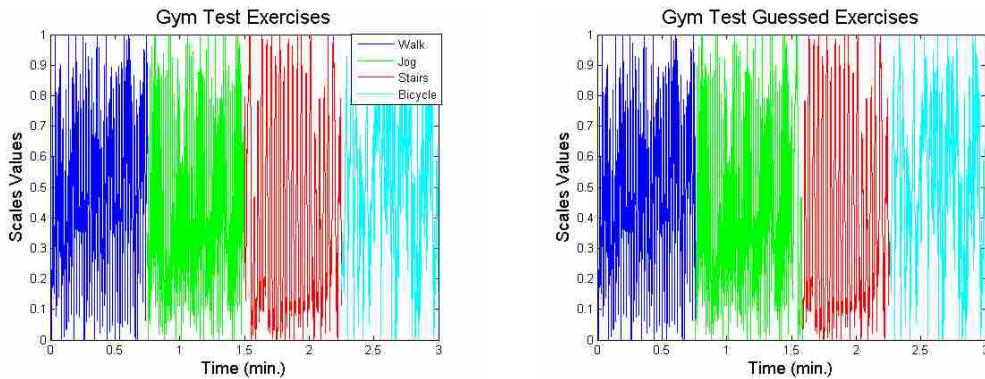 Gym Test Exercises
1
0.9
0.8
0.7
0.6
0.5
0.4
0.3
0.2
0.1
0
Scales Values
Walk
Jog
Stairs
Bicycle
0 0.5 1 1.5 2 2.5 3
Time (min.)
Gym Test Guessed Exercises
1
0.9
0.8
0.7
0.6
0.5
0.4
0.3
0.2
0.1
0
Scales Values
0 0.5 1 1.5 2 2.5 3
Time (min.)